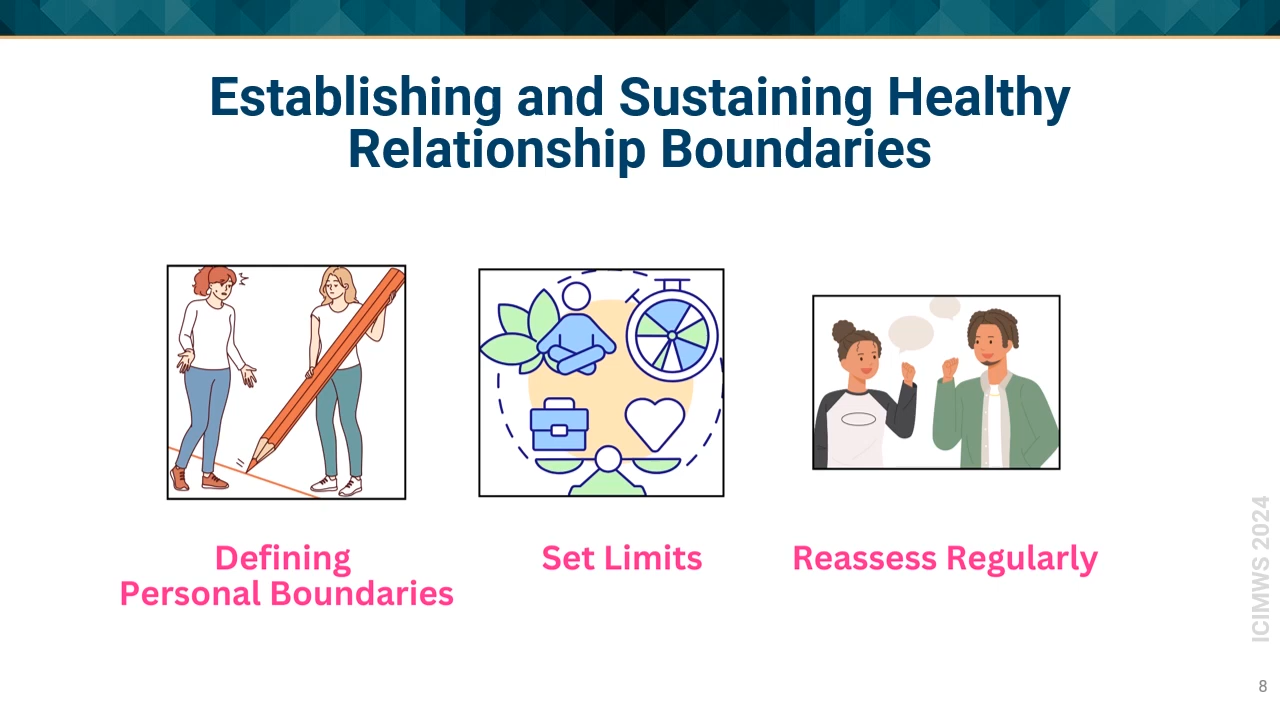 Establishing and Sustaining Healthy
Relationship Boundaries
Defining
Personal Boundaries
Set Limits
Reassess Regularly
ICIMWS 2024
8